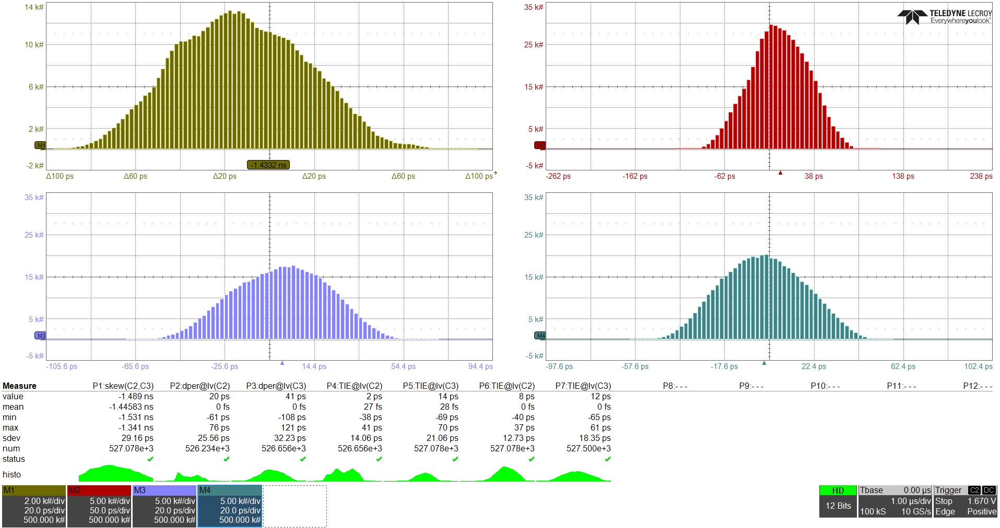 14 k#
10 k#
6 k#
2 k#
-2 k#
M1
-1.4332 ns
Δ100 ps Δ60 ps Δ20 ps Δ20 ps Δ60 ps Δ100 ps
TELEDYNE LECROY
Everywhereyoulook™
35 k#
25 k#
15 k#
5 k#
-5 k#
M2
-262 ps -162 ps -62 ps 38 ps 138 ps 238 ps
35 k#
25 k#
15 k#
5 k#
-5 k#
M3
-105.6 ps -65.6 ps -25.6 ps 14.4 ps 54.4 ps 94.4 ps
35 k#
25 k#
15 k#
5 k#
-5 k#
M4
-97.6 ps -57.6 ps -17.6 ps 22.4 ps 62.4 ps 102.4 ps
Measure P1:skew(C2,C3) P2:dper@lv(C2) P3:dper@lv(C3) P4:TIE@lv(C2) P5:TIE@lv(C3) P6:TIE@lv(C2) P7:TIE@lv(C3) P8:- - - P9:- - - P10:- - - P11:- - - P12:- - -
value -1.489 ns 20 ps 41 ps 2 ps 14 ps 8 ps 12 ps
mean -1.44583 ns 0 fs 0 fs 27 fs 28 fs 0 fs 0 fs
min -1.531 ns -61 ps -108 ps -38 ps -69 ps -40 ps -65 ps
max -1.341 ns 76 ps 121 ps 41 ps 70 ps 37 ps 61 ps
sdev 29.16 ps 25.56 ps 32.23 ps 14.06 ps 21.06 ps 12.73 ps 18.35 ps
num 527.078e+3 526.234e+3 526.656e+3 526.656e+3 527.078e+3 527.078e+3 527.500e+3
status
histo
M1
2.00 k#/div
20.0 ps/div
500.000 k#
M2
5.00 k#/div
50.0 ps/div
500.000 k#
M3
5.00 k#/div
20.0 ps/div
500.000 k#
M4
5.00 k#/div
20.0 ps/div
500.000 k#
HD
12 Bits
Tbase 0.00 µs
1.00 µs/div
100 kS 10 GS/s
Trigger C2 DC
Stop 1.670 V
Edge Positive